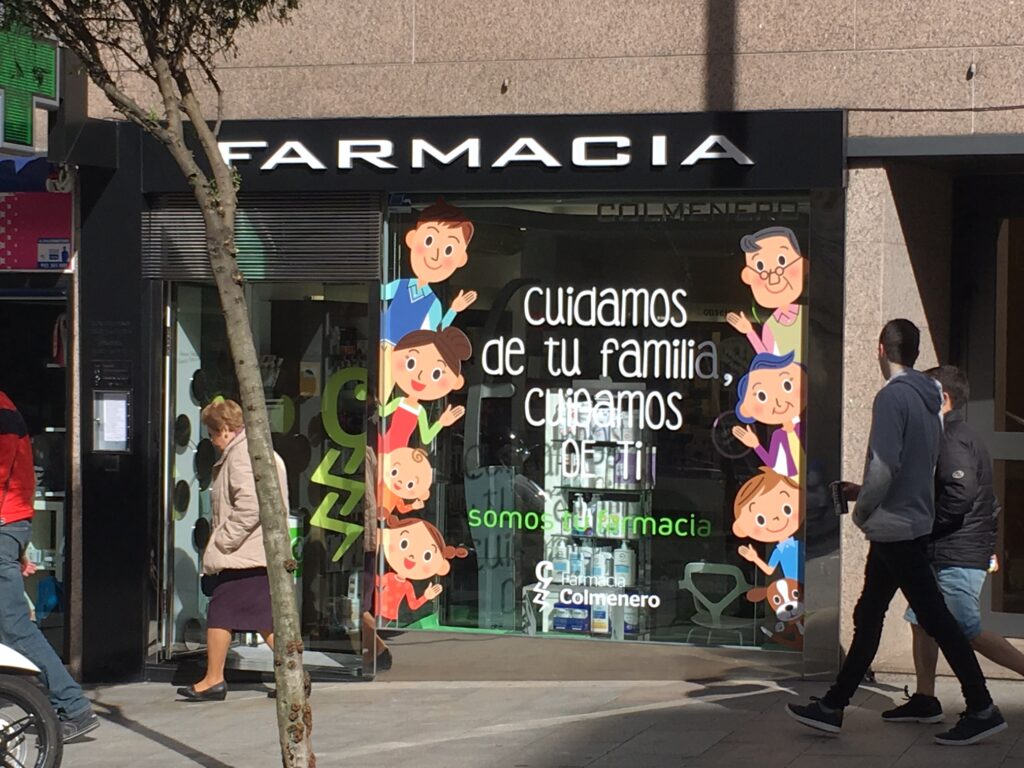 FARMACIA
COLMENERO
cuidamos
de tu familia,
cuidamos
DE Ti
somos tu farmacia
Farmacia
Colmenero